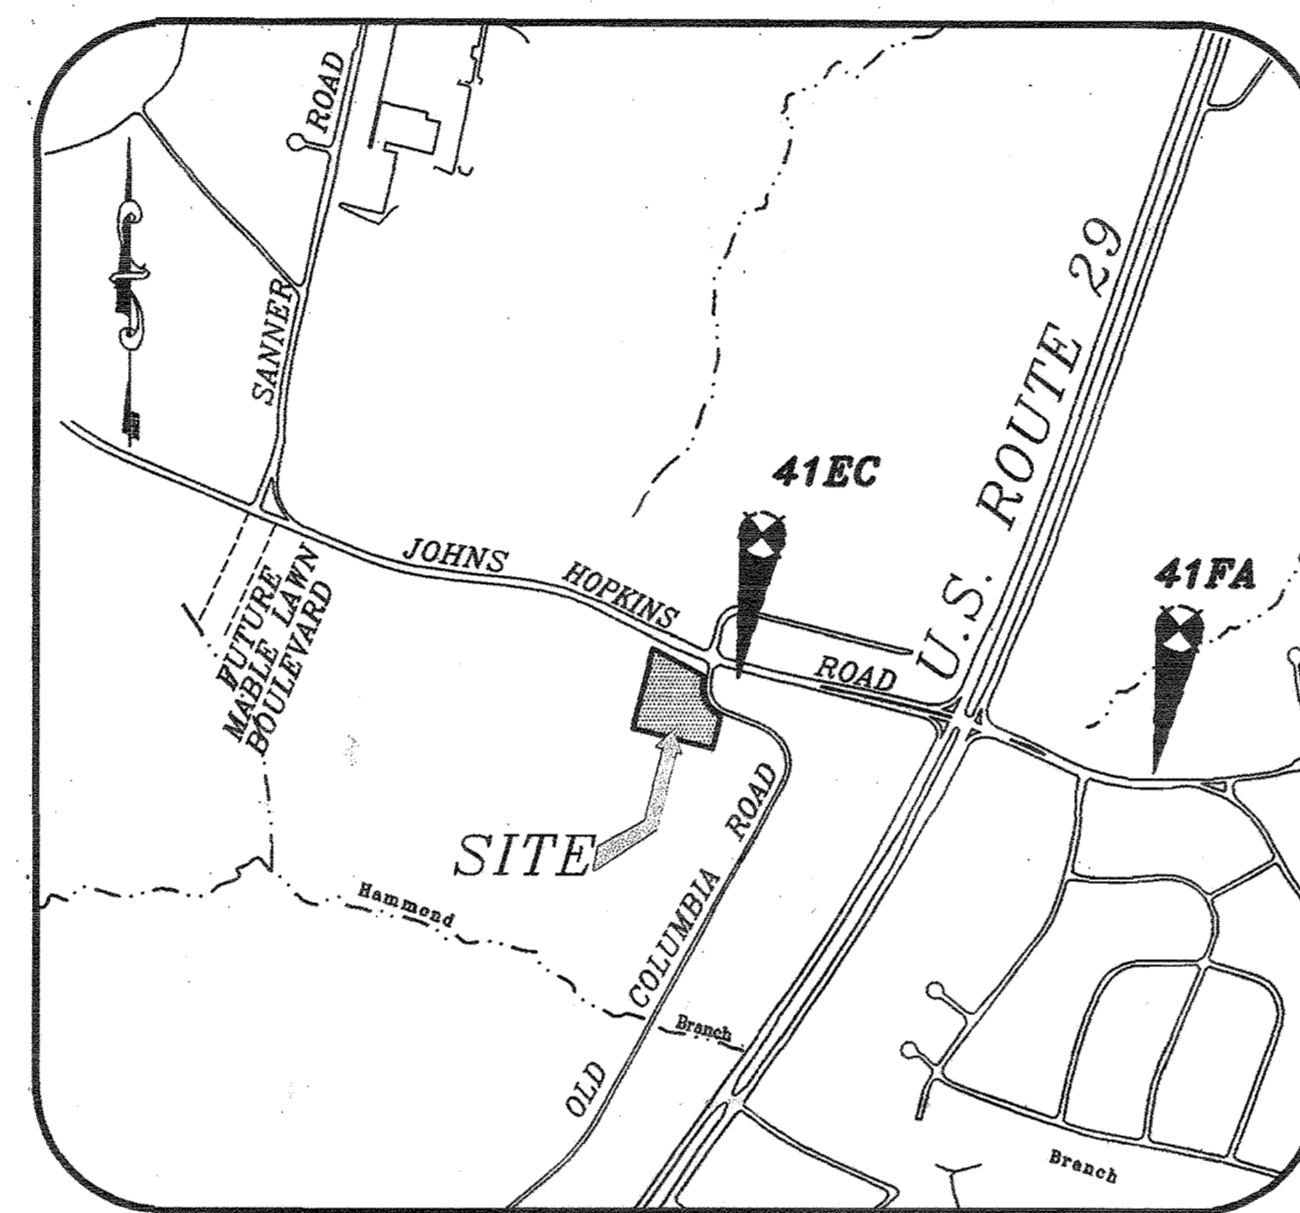 ROAD
SANNER
U.S. ROUTE 29
41EC
41FA
JOHNS HOPKINS ROAD
FUTURE
MABLE LAWN
BOULEVARD
SITE
OLD COLUMBIA ROAD
Hammond Branch
Branch